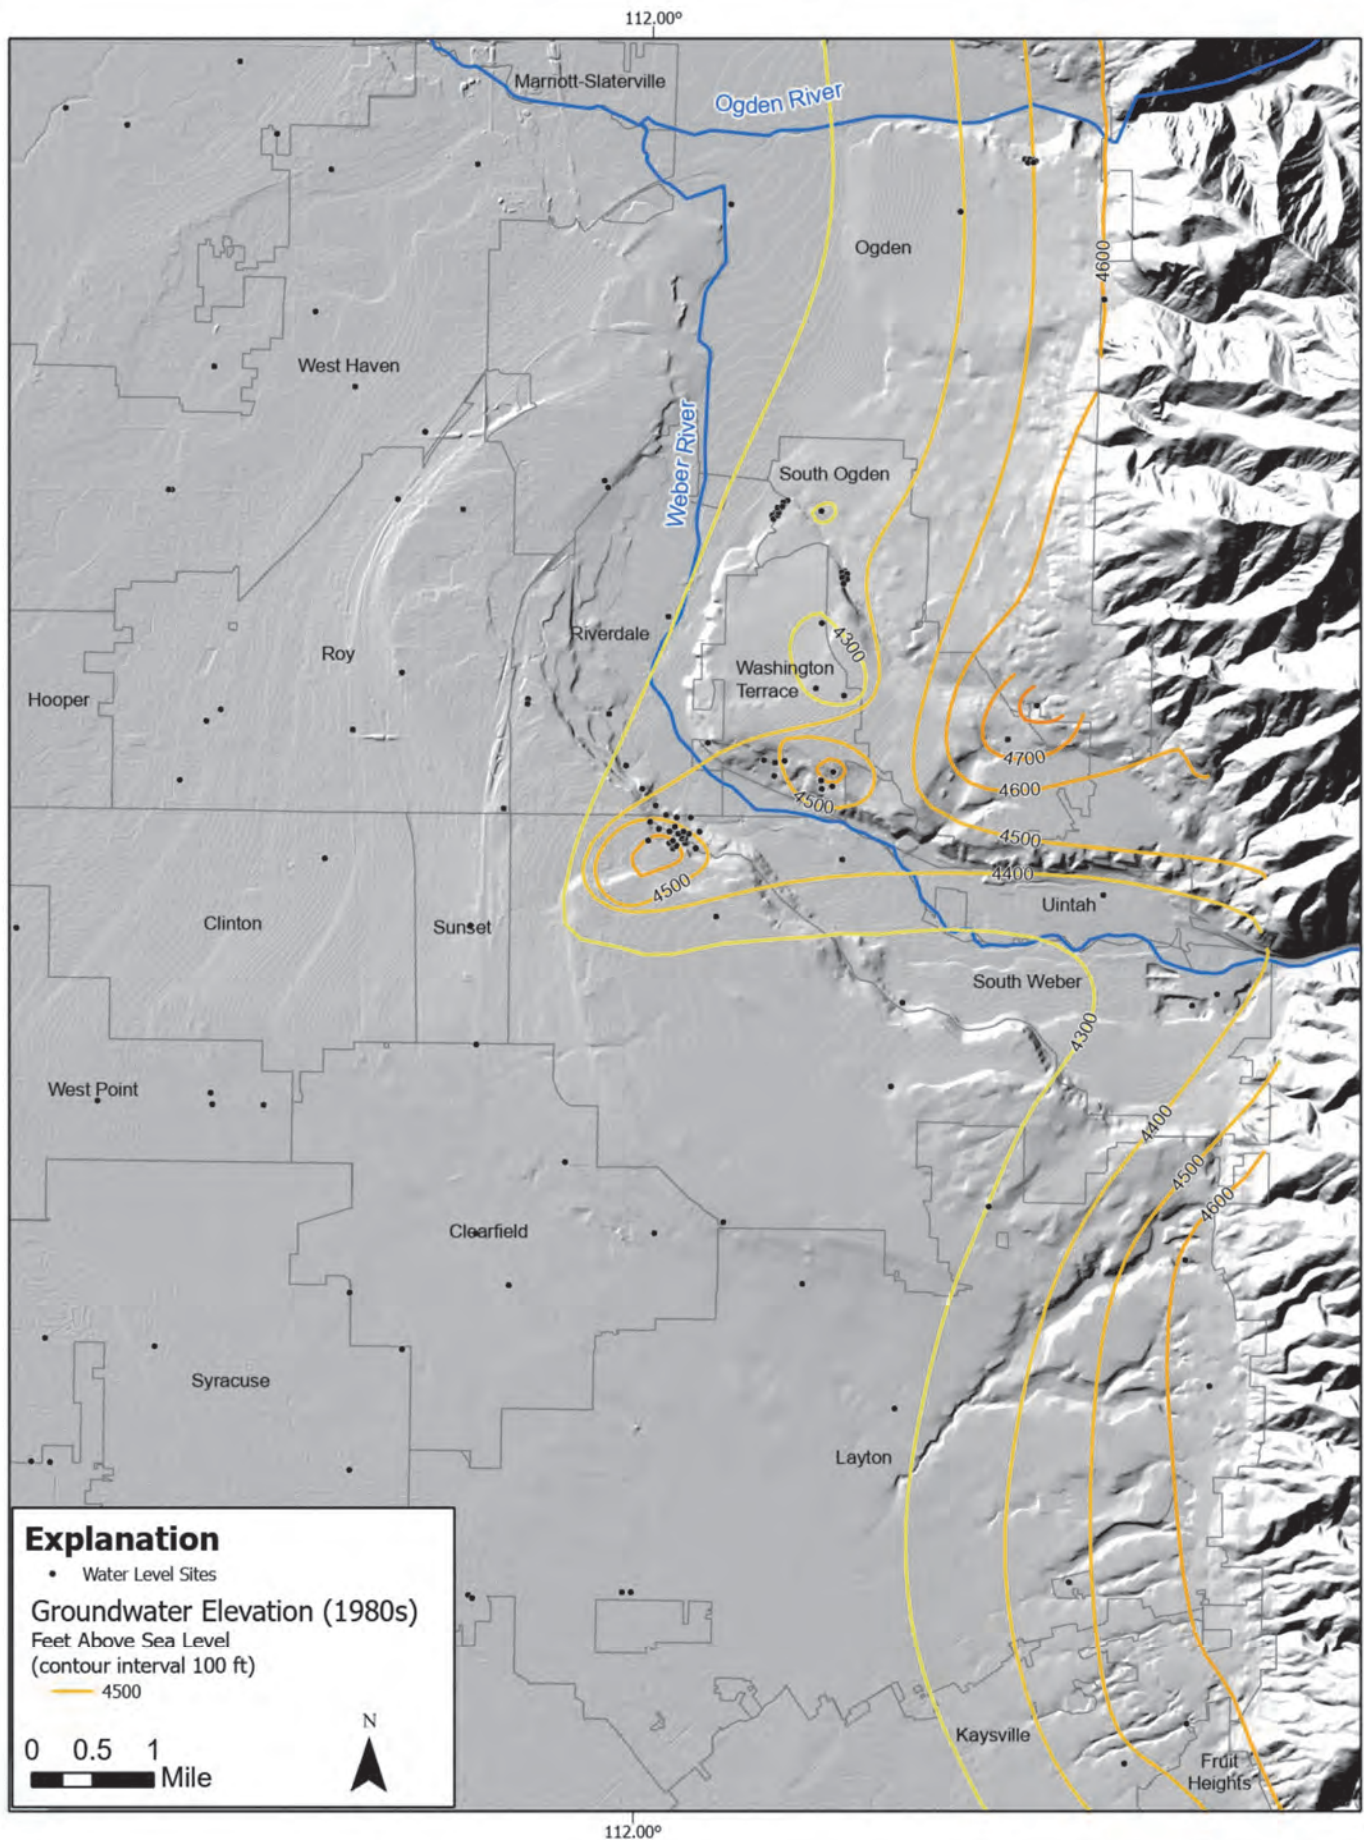 112.00°
Marriott-Slaterville
Ogden River
Ogden
4600
West Haven
Weber River
South Ogden
Riverdale
4300
Roy
Washington
Terrace
Hooper
4700
4600
4500
4500
4400
4500
Uintah
Clinton
Sunset
South Weber
4300
West Point
4400
4500
4600
Clearfield
Syracuse
Layton
Kaysville
Fruit
Heights
Explanation
Water Level Sites
Groundwater Elevation (1980s)
Feet Above Sea Level
(contour interval 100 ft)
4500
N
0 0.5 1
Mile
112.00°